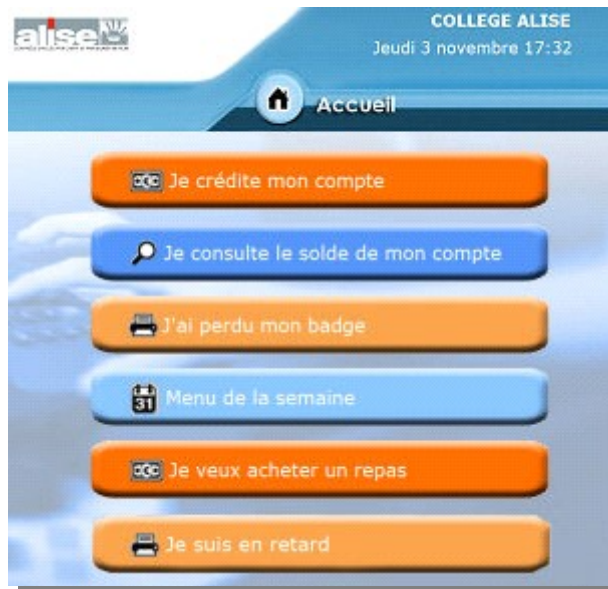 alise
COLLEGE ALISE
Jeudi 3 novembre 17:32
Accueil
Je crédite mon compte
Je consulte le solde de mon compte
J'ai perdu mon badge
31
Menu de la semaine
Je veux acheter un repas
Je suis en retard